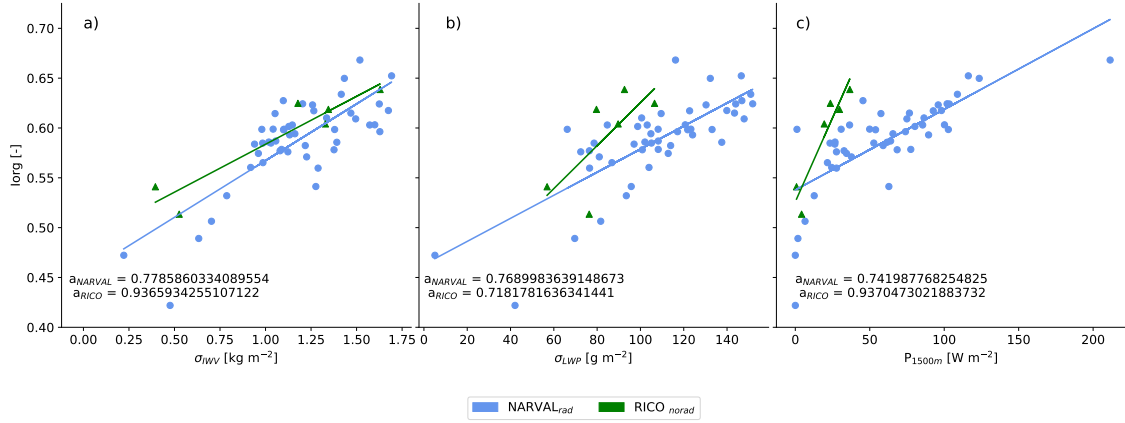 a)
b)
c)
0.70
0.65
0.60
0.55
0.50
0.45
0.40
Iorg [-]
a_NARVAL = 0.7785860334089554
a_RICO = 0.9365934255107122
a_NARVAL = 0.7689983639148673
a_RICO = 0.7181781636341441
a_NARVAL = 0.741987768254825
a_RICO = 0.9370473021883732
0.00 0.25 0.50 0.75 1.00 1.25 1.50 1.75
0 20 40 60 80 100 120 140
0 50 100 150 200
σ_IWV [kg m⁻²]
σ_LWP [g m⁻²]
P_1500m [W m⁻²]
NARVAL_rad
RICO _norad